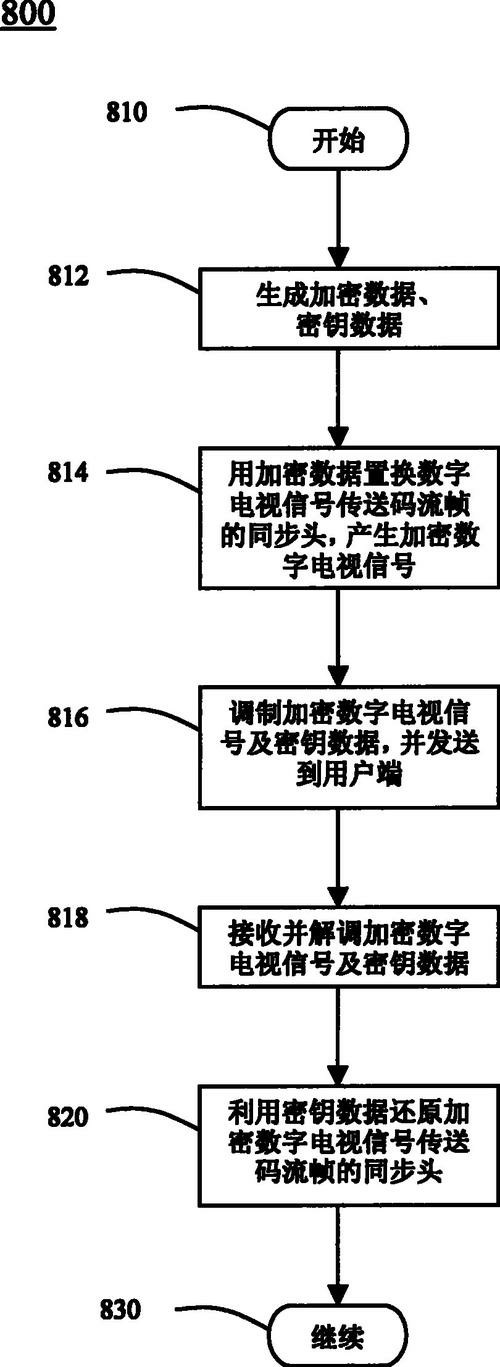 800
810
开始
812
生成加密数据、
密钥数据
814
用加密数据置换数字
电视信号传送码流帧
的同步头，产生加密数
字电视信号
816
调制加密数字电视信
号及密钥数据，并发送
到用户端
818
接收并解调加密数字
电视信号及密钥数据
820
利用密钥数据还原加
密数字电视信号传送
码流帧的同步头
830
继续